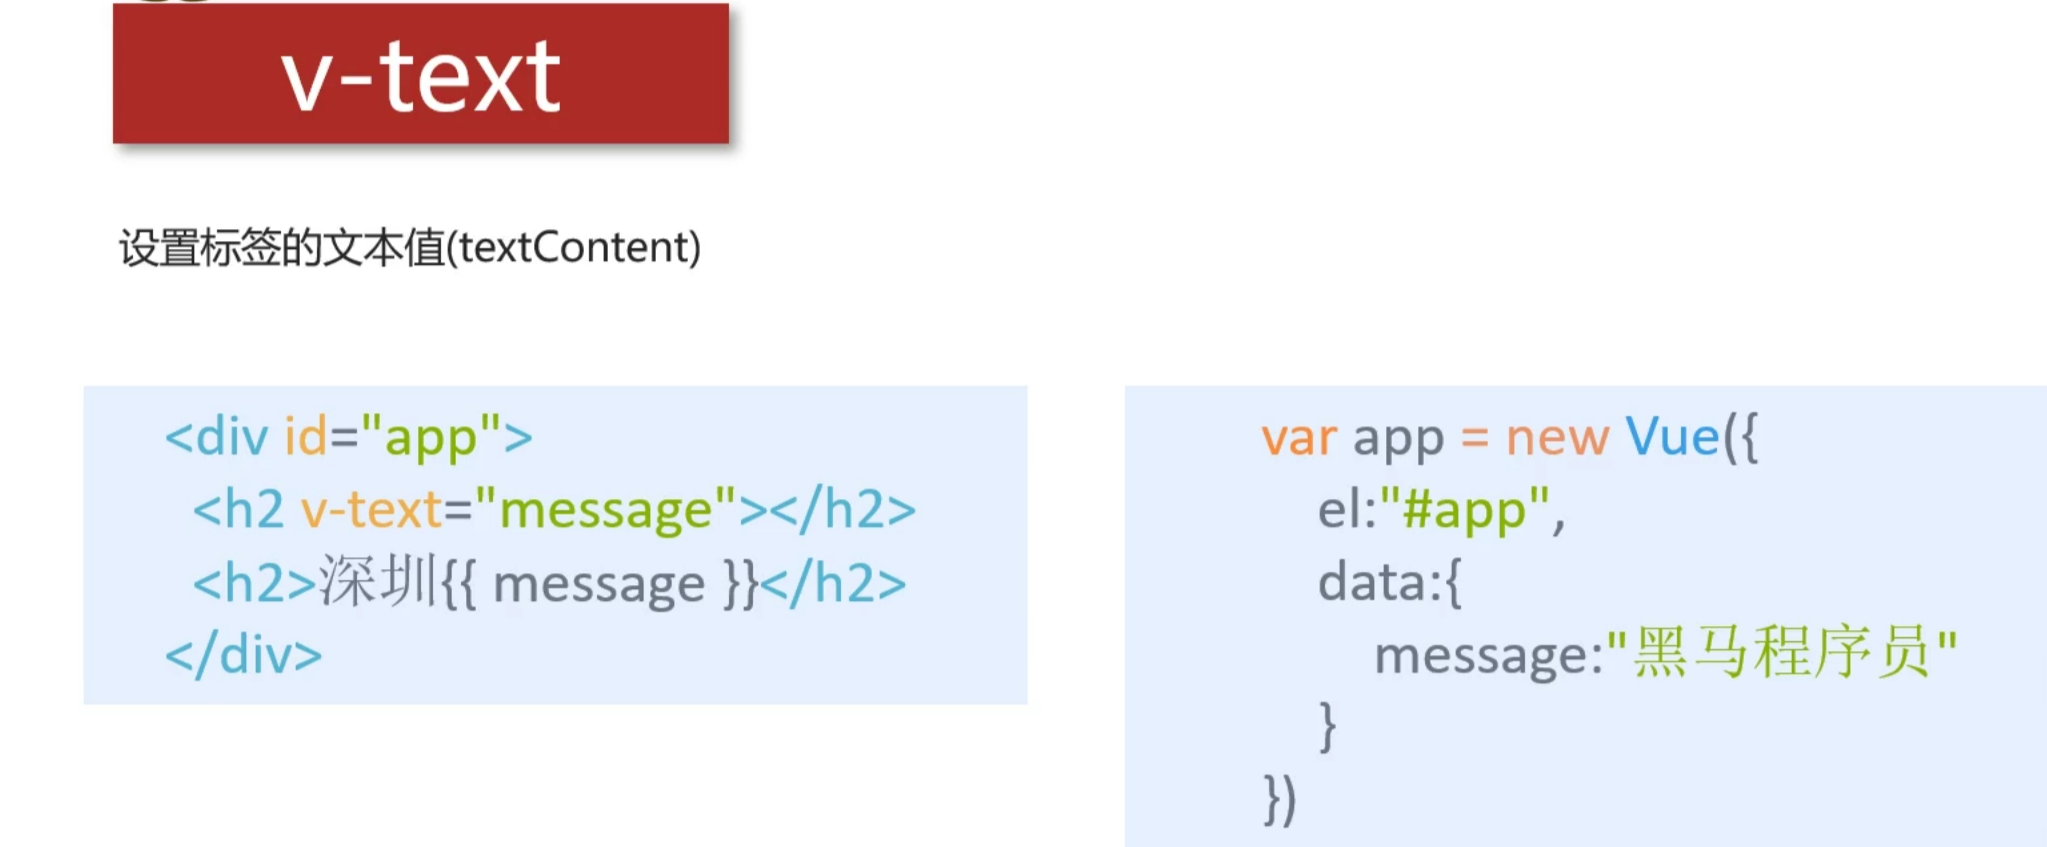 v-text
设置标签的文本值(textContent)
<div id="app">
<h2 v-text="message"></h2>
<h2>深圳{{ message }}</h2>
</div>
var app = new Vue({
el:"#app",
data:{
message:"黑马程序员"
}
})